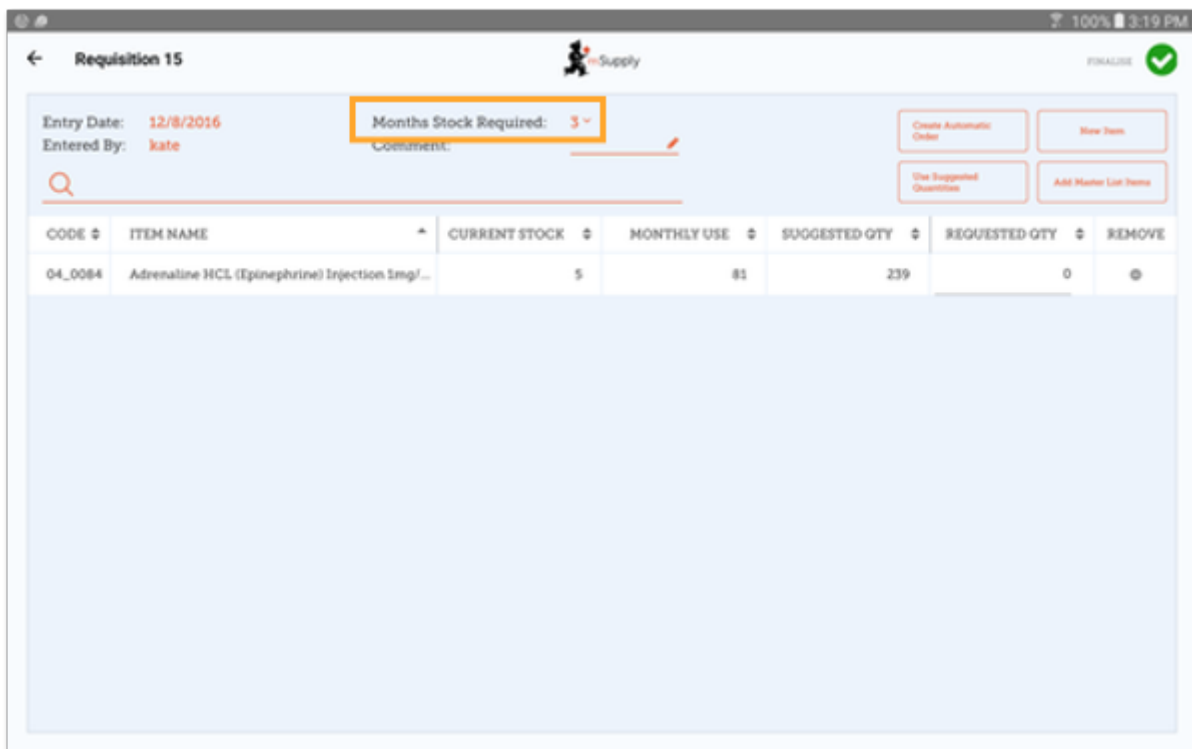 100% 3:19 PM
Requisition 15
mSupply
FINALISE
Entry Date: 12/8/2016
Months Stock Required: 3
Entered By: kate
Comment:
Create Automatic Order
New Item
Use Suggested Quantities
Add Master List Items
CODE ITEM NAME CURRENT STOCK MONTHLY USE SUGGESTED QTY REQUESTED QTY REMOVE
04_0084 Adrenaline HCL (Epinephrine) Injection 1mg/... 5 81 239 0